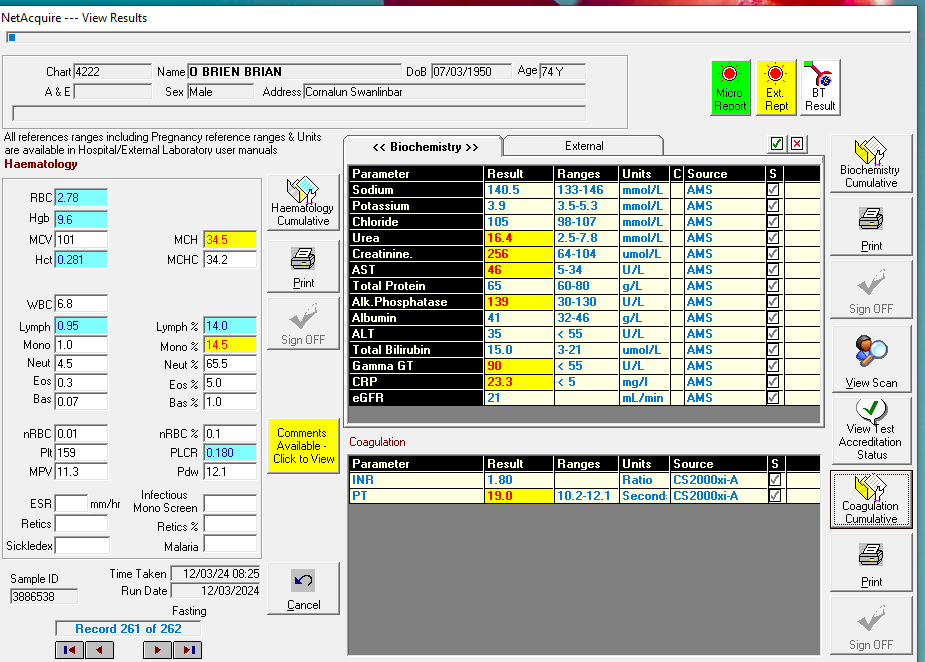 NetAcquire --- View Results
Chart 4222 Name O BRIEN BRIAN DoB 07/03/1950 Age 74 Y
A & E Sex Male Address Cornalun Swanlinbar
Micro Report
Ext. Rept
BT Result
All references ranges including Pregnancy reference ranges & Units
are available in Hospital/External Laboratory user manuals
Haematology
RBC 2.78
Hgb 9.6
MCV 101 MCH 34.5
Hct 0.281 MCHC 34.2
WBC 6.8
Lymph 0.95 Lymph % 14.0
Mono 1.0 Mono % 14.5
Neut 4.5 Neut % 65.5
Eos 0.3 Eos % 5.0
Bas 0.07 Bas % 1.0
nRBC 0.01 nRBC % 0.1
Plt 159 PLCR 0.180
MPV 11.3 Pdw 12.1
ESR mm/hr Infectious Mono Screen
Retics Retics %
Sickledex Malaria
Sample ID
3886538
Time Taken 12/03/24 08:25
Run Date 12/03/2024
Fasting
Record 261 of 262
Haematology
Cumulative
Print
Sign OFF
Comments
Available -
Click to View
Cancel
<< Biochemistry >> External
Parameter Result Ranges Units C Source S
Sodium 140.5 133-146 mmol/L AMS
Potassium 3.9 3.5-5.3 mmol/L AMS
Chloride 105 98-107 mmol/L AMS
Urea 16.4 2.5-7.8 mmol/L AMS
Creatinine. 256 64-104 umol/L AMS
AST 46 5-34 U/L AMS
Total Protein 65 60-80 g/L AMS
Alk.Phosphatase 139 30-130 U/L AMS
Albumin 41 32-46 g/L AMS
ALT 35 < 55 U/L AMS
Total Bilirubin 15.0 3-21 umol/L AMS
Gamma GT 90 < 55 U/L AMS
CRP 23.3 < 5 mg/l AMS
eGFR 21 mL/min AMS
Coagulation
Parameter Result Ranges Units Source S
INR 1.80 Ratio CS2000xi-A
PT 19.0 10.2-12.1 Second: CS2000xi-A
Biochemistry
Cumulative
Print
Sign OFF
View Scan
View Test
Accreditation
Status
Coagulation
Cumulative
Print
Sign OFF